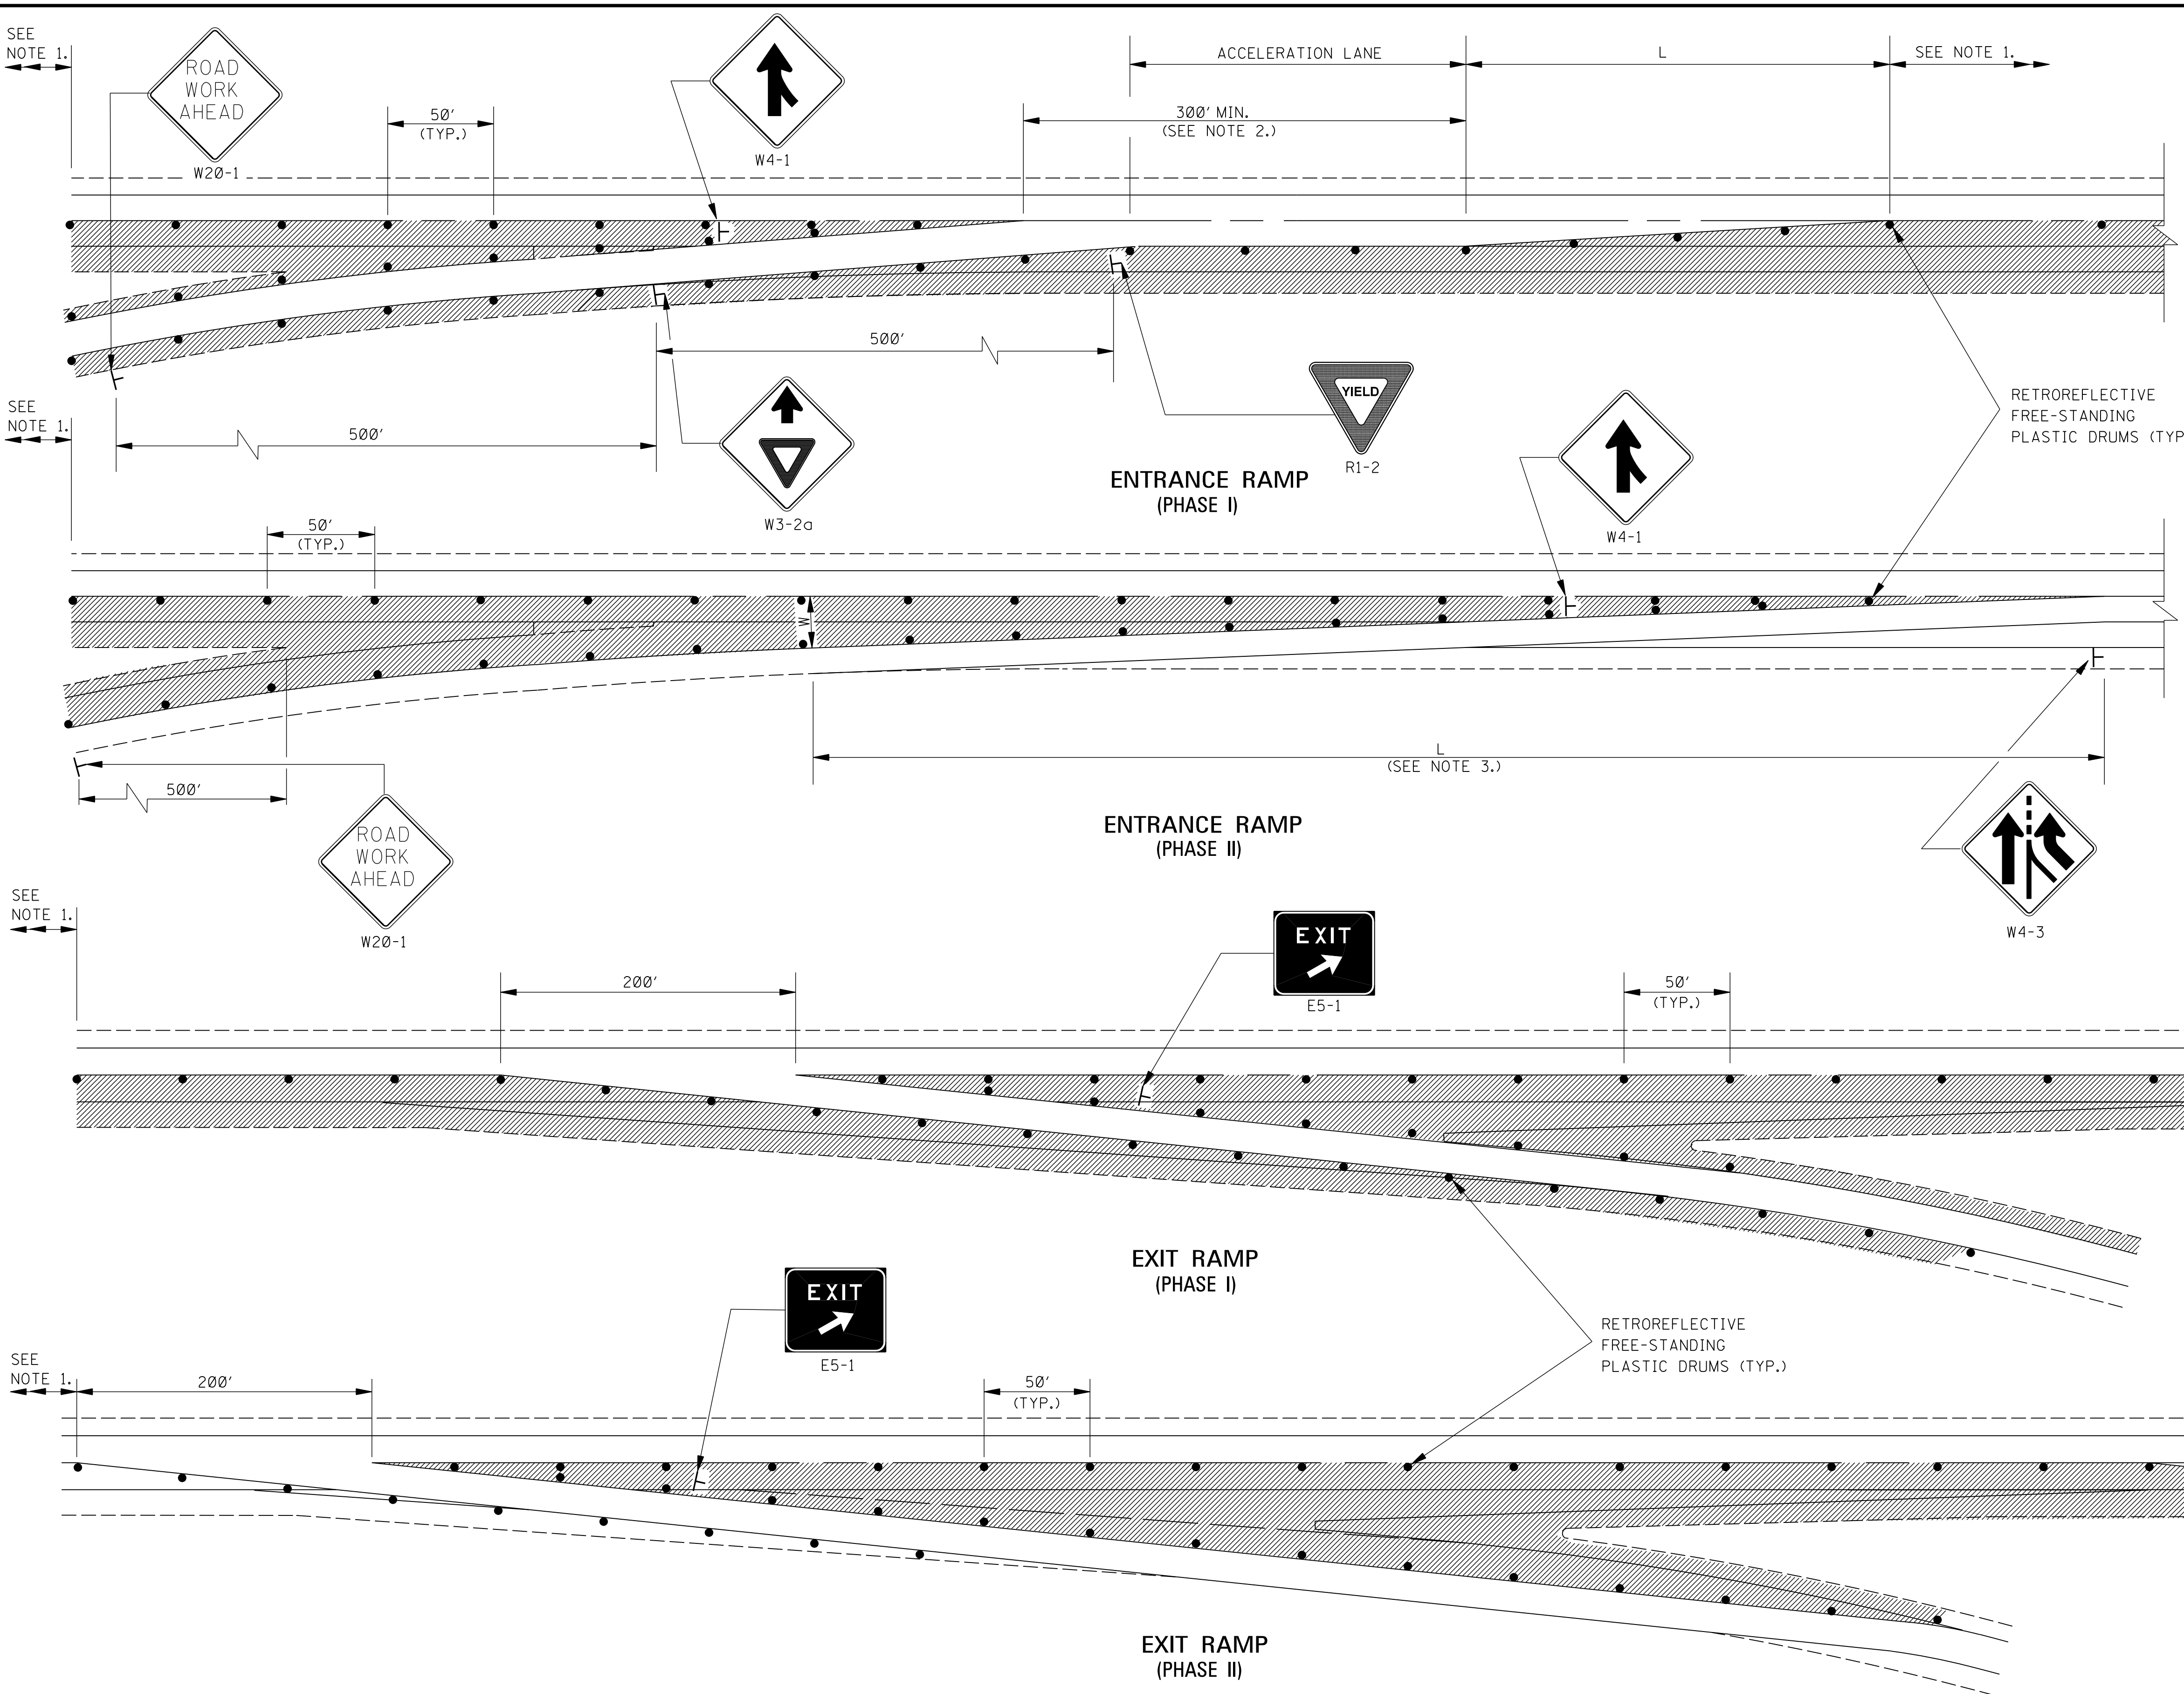 SEE
NOTE 1.
ROAD
WORK
AHEAD
W20-1
50'
(TYP.)
W4-1
ACCELERATION LANE
L
SEE NOTE 1.
300' MIN.
(SEE NOTE 2.)
500'
YIELD
R1-2
RETROREFLECTIVE
FREE-STANDING
PLASTIC DRUMS (TYP
SEE
NOTE 1.
500'
W3-2a
ENTRANCE RAMP
(PHASE I)
W4-1
50'
(TYP.)
W
L
(SEE NOTE 3.)
500'
ROAD
WORK
AHEAD
W20-1
ENTRANCE RAMP
(PHASE II)
W4-3
SEE
NOTE 1.
200'
EXIT
E5-1
50'
(TYP.)
EXIT RAMP
(PHASE I)
EXIT
E5-1
RETROREFLECTIVE
FREE-STANDING
PLASTIC DRUMS (TYP.)
SEE
NOTE 1.
200'
50'
(TYP.)
EXIT RAMP
(PHASE II)